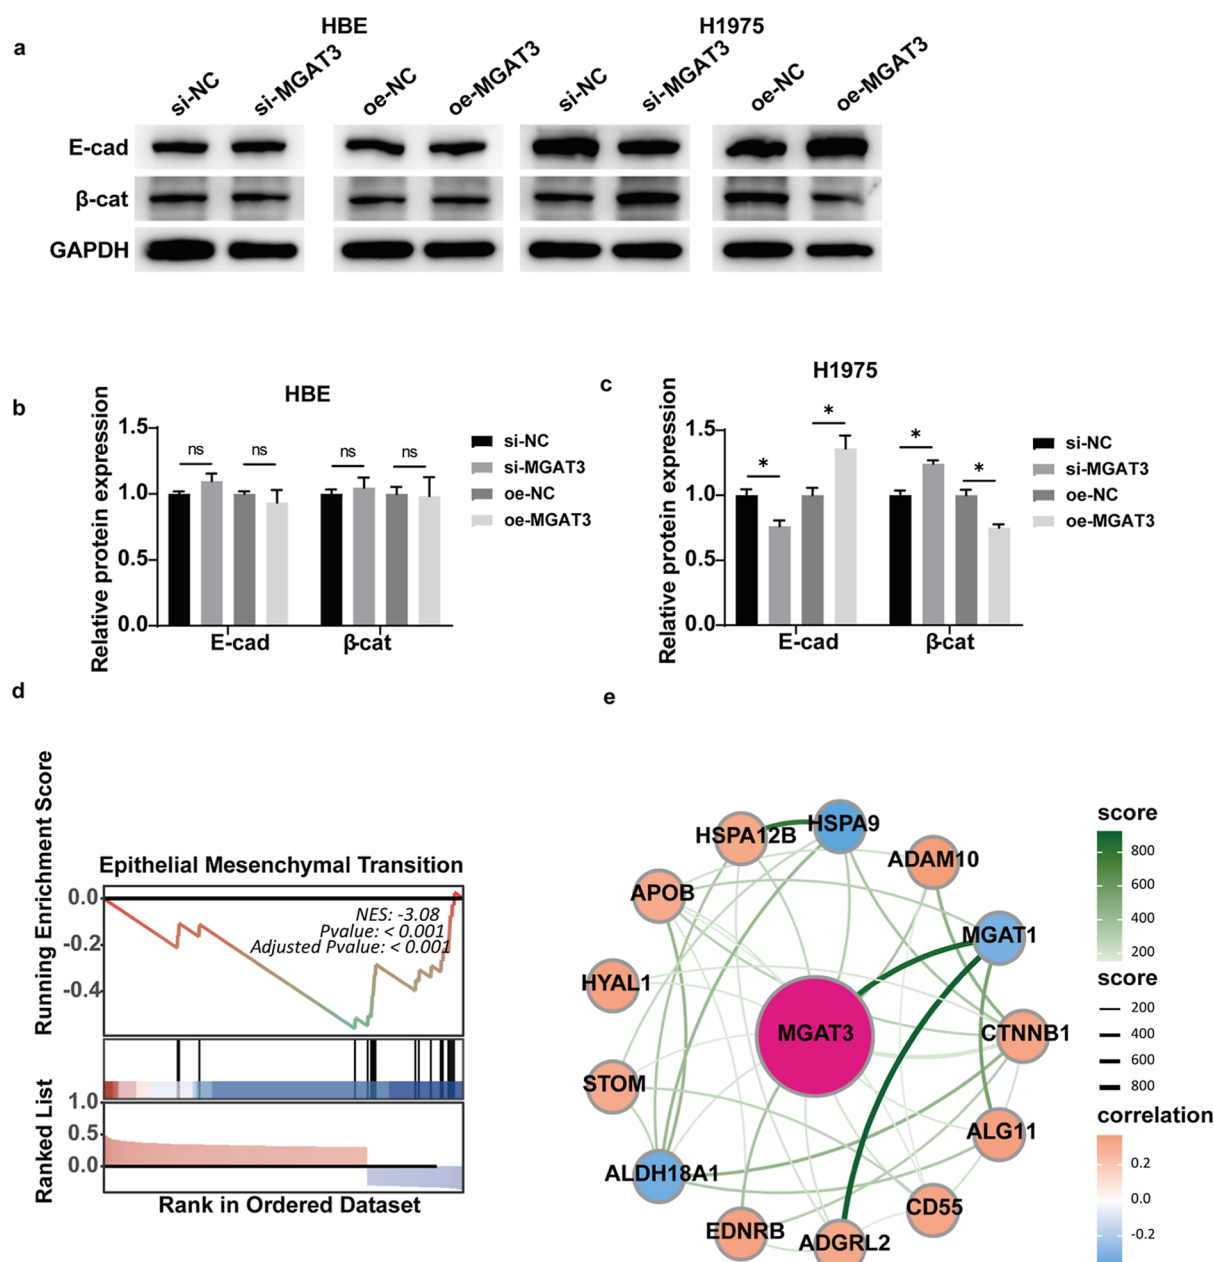 a
HBE
H1975
si-NC
si-MGAT3
oe-NC
oe-MGAT3
si-NC
si-MGAT3
oe-NC
oe-MGAT3
E-cad
β-cat
GAPDH
b
HBE
Relative protein expression
1.5
1.0
0.5
0.0
ns
ns
ns
ns
E-cad
β-cat
si-NC
si-MGAT3
oe-NC
oe-MGAT3
c
H1975
Relative protein expression
1.5
1.0
0.5
0.0
*
*
*
*
E-cad
β-cat
si-NC
si-MGAT3
oe-NC
oe-MGAT3
d
Epithelial Mesenchymal Transition
Running Enrichment Score
0.0
-0.2
-0.4
NES: -3.08
Pvalue: < 0.001
Adjusted Pvalue: < 0.001
Ranked List
1.0
0.5
0.0
Rank in Ordered Dataset
e
HSPA12B
HSPA9
ADAM10
APOB
MGAT1
HYAL1
MGAT3
CTNNB1
STOM
ALG11
ALDH18A1
CD55
EDNRB
ADGRL2
score
800
600
400
200
score
200
400
600
800
correlation
0.2
0.0
-0.2